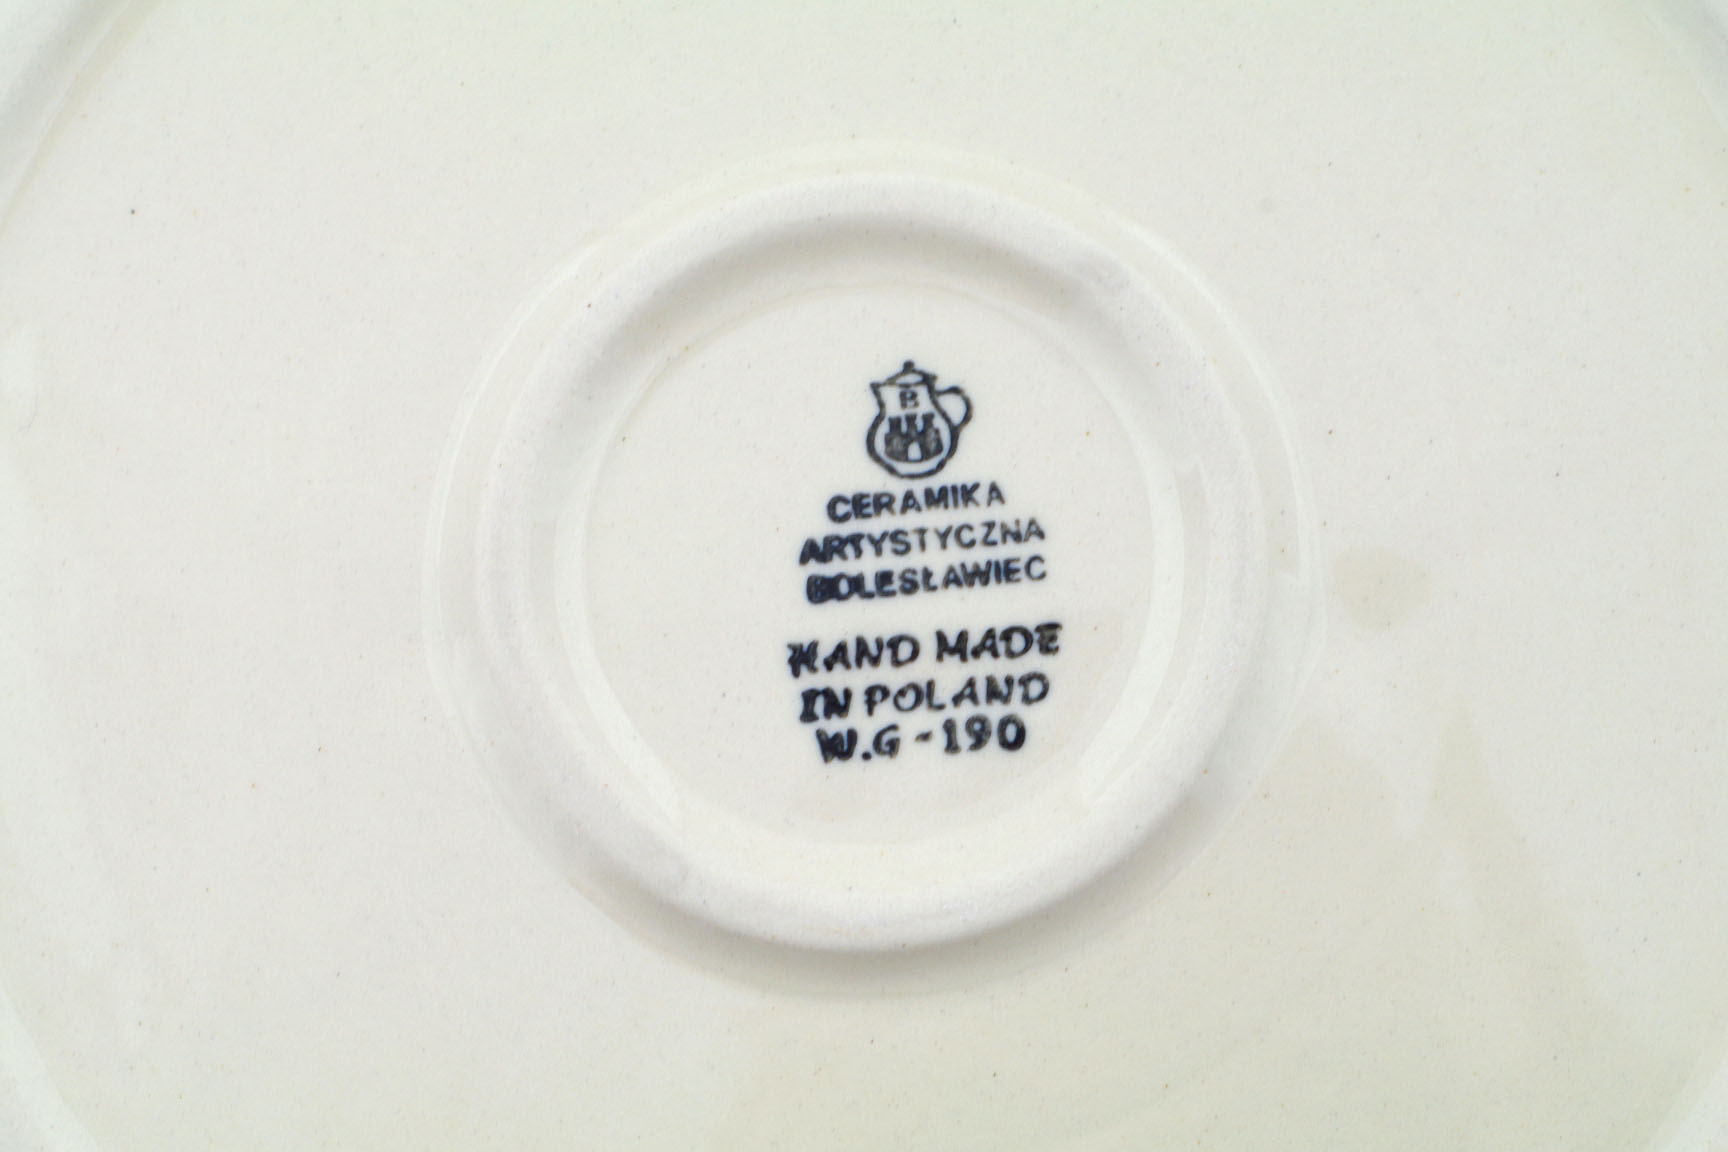 B
CERAMIKA
ARTYSTYCZNA
BOLESŁAWIEC
HAND MADE
IN POLAND
W.G-190